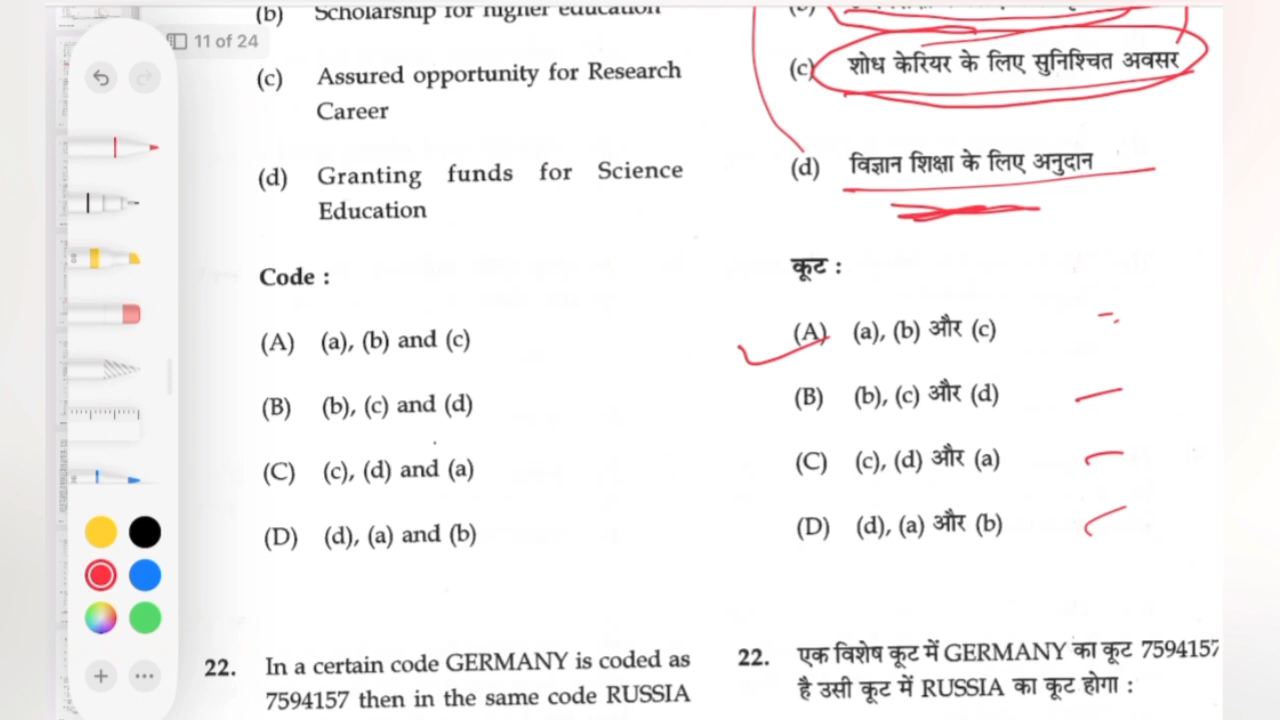 11 of 24
(b) Scholarship for higher education
(c) Assured opportunity for Research
Career
(d) Granting funds for Science
Education
Code :
(A) (a), (b) and (c)
(B) (b), (c) and (d)
(C) (c), (d) and (a)
(D) (d), (a) and (b)
22. In a certain code GERMANY is coded as
7594157 then in the same code RUSSIA
(c) शोध केरियर के लिए सुनिश्चित अवसर
(d) विज्ञान शिक्षा के लिए अनुदान
कूट :
(A) (a), (b) और (c)
(B) (b), (c) और (d)
(C) (c), (d) और (a)
(D) (d), (a) और (b)
22. एक विशेष कूट में GERMANY का कूट 7594157
है उसी कूट में RUSSIA का कूट होगा :